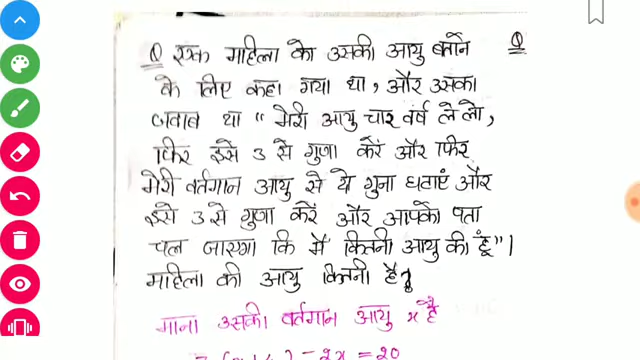 Q एक महिला को उसकी आयु बताने Q
के लिए कहा गया था, और उसका
जवाब था " मेरी आयु चार वर्ष ले लो,
फिर इसे 3 से गुणा करें और फिर
मेरी वर्तमान आयु से ये गुना घटाएं और
इसे 3 से गुणा करें और आपको पता
चल जाएगा कि मैं कितनी आयु की हूं"।
महिला की आयु कितनी है?
माना उसकी वर्तमान आयु x है
- 2x = 20